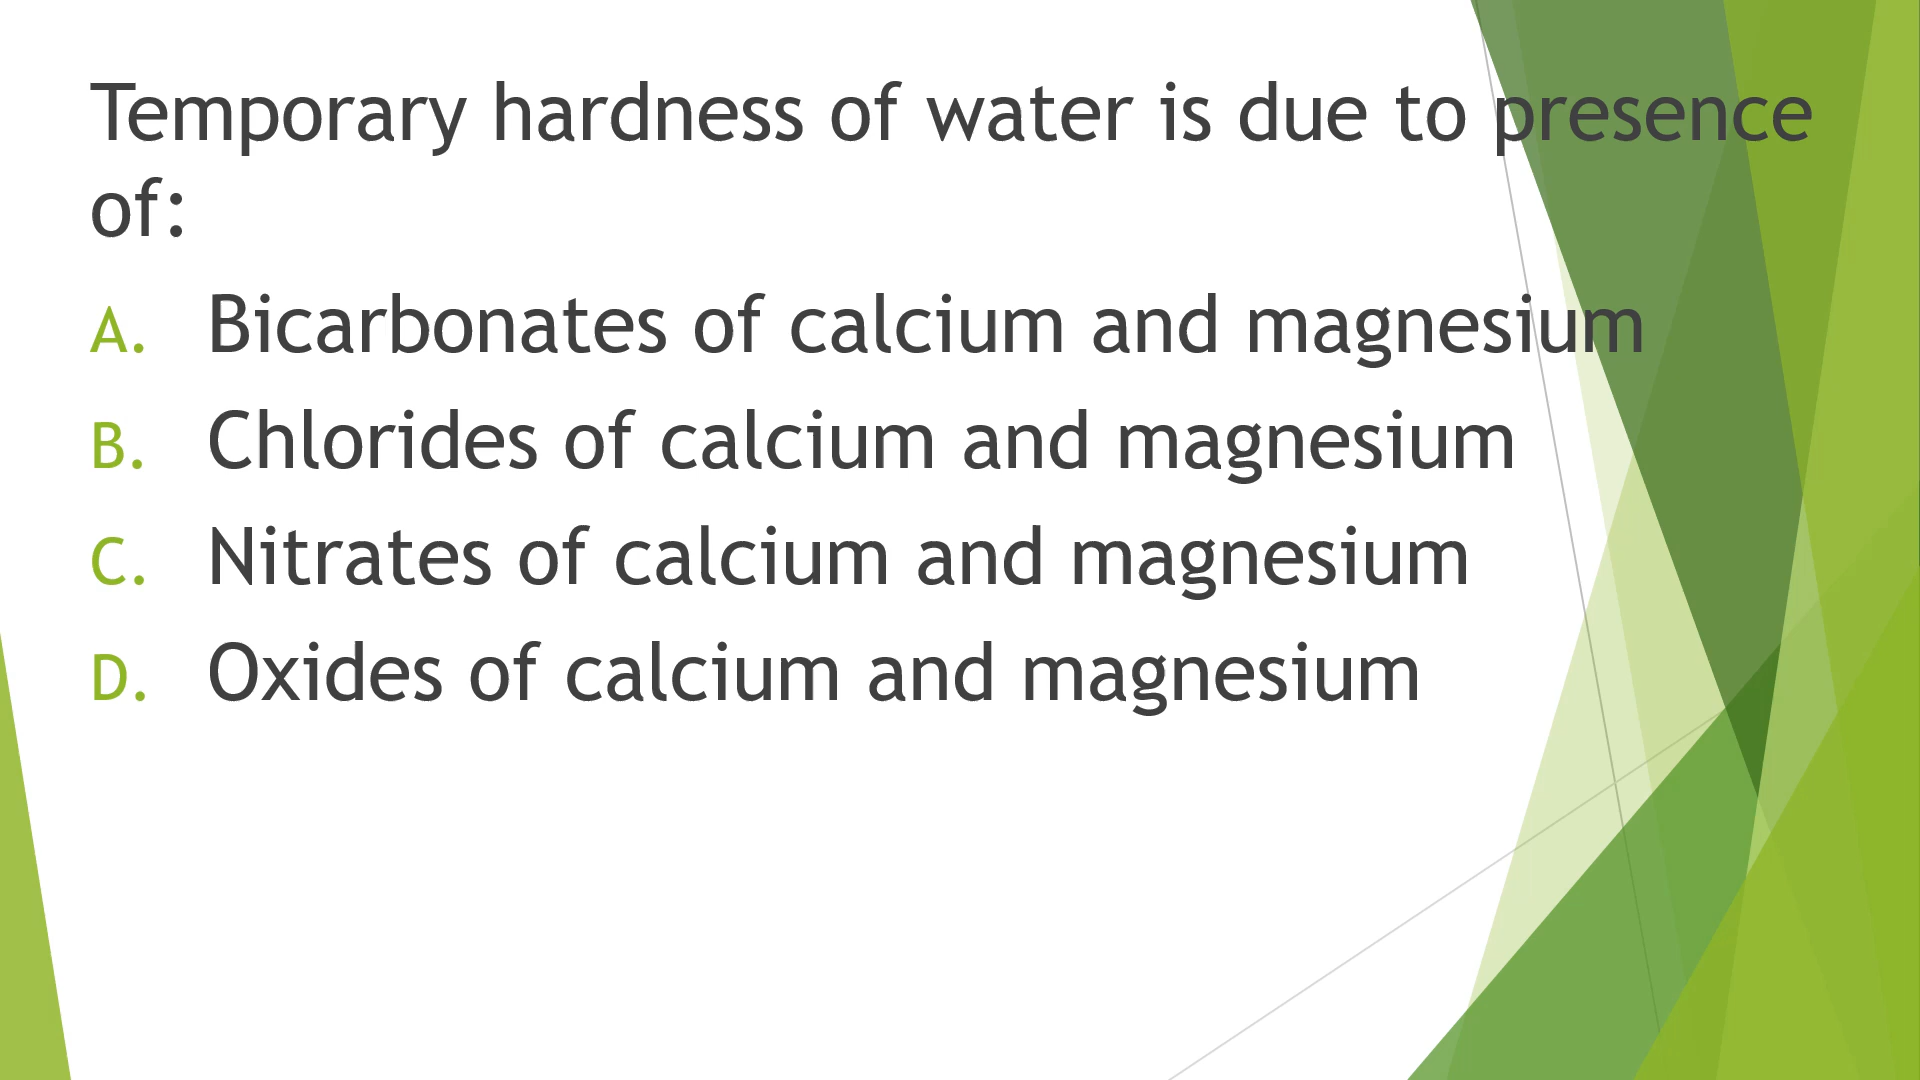 Temporary hardness of water is due to presence
of:
A. Bicarbonates of calcium and magnesium
B. Chlorides of calcium and magnesium
C. Nitrates of calcium and magnesium
D. Oxides of calcium and magnesium